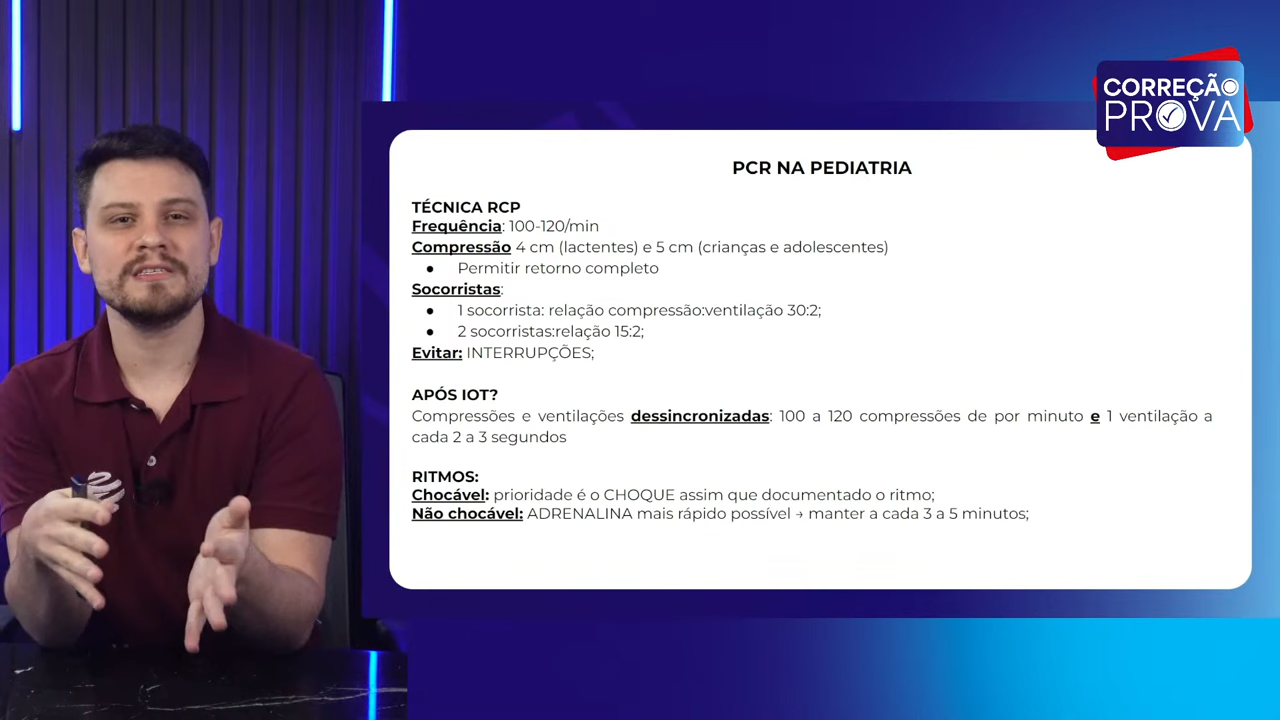 CORREÇÃO
PROVA
PCR NA PEDIATRIA
TÉCNICA RCP
Frequência: 100-120/min
Compressão 4 cm (lactentes) e 5 cm (crianças e adolescentes)
● Permitir retorno completo
Socorristas:
● 1 socorrista: relação compressão:ventilação 30:2;
● 2 socorristas:relação 15:2;
Evitar: INTERRUPÇÕES;
APÓS IOT?
Compressões e ventilações dessincronizadas: 100 a 120 compressões de por minuto e 1 ventilação a
cada 2 a 3 segundos
RITMOS:
Chocável: prioridade é o CHOQUE assim que documentado o ritmo;
Não chocável: ADRENALINA mais rápido possível → manter a cada 3 a 5 minutos;